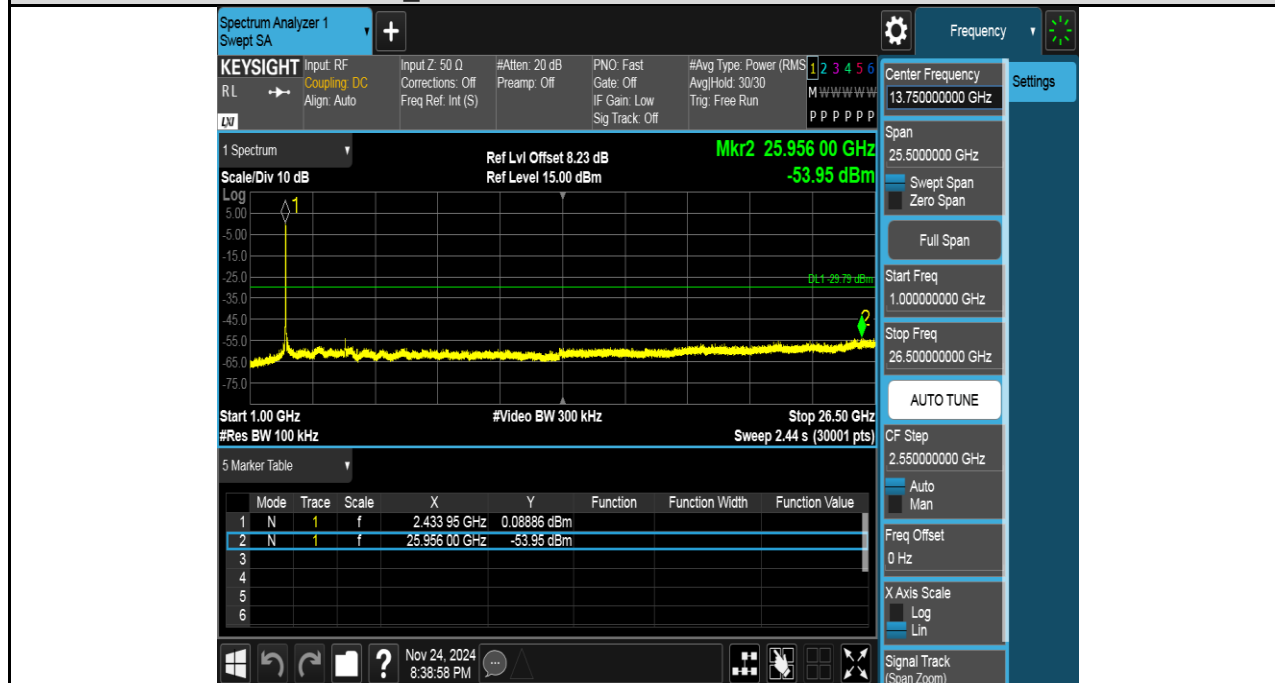 Spectrum Analyzer 1
Swept SA
+
Frequency
KEYSIGHT
RL
LXI
Input: RF
Coupling: DC
Align: Auto
Input Z: 50 Ω
Corrections: Off
Freq Ref: Int (S)
#Atten: 20 dB
Preamp: Off
PNO: Fast
Gate: Off
IF Gain: Low
Sig Track: Off
#Avg Type: Power (RMS
Avg|Hold: 30/30
Trig: Free Run
1 2 3 4 5 6
M W W W W W
P P P P P P
Center Frequency
13.750000000 GHz
Settings
1 Spectrum
Scale/Div 10 dB
Ref Lvl Offset 8.23 dB
Ref Level 15.00 dBm
Mkr2 25.956 00 GHz
-53.95 dBm
Log
5.00
-5.00
-15.0
-25.0
-35.0
-45.0
-55.0
-65.0
-75.0
1
DL1 -29.79 dBm
2
Start 1.00 GHz
#Res BW 100 kHz
#Video BW 300 kHz
Stop 26.50 GHz
Sweep 2.44 s (30001 pts)
Span
25.5000000 GHz
Swept Span
Zero Span
Full Span
Start Freq
1.000000000 GHz
Stop Freq
26.50000000 GHz
AUTO TUNE
CF Step
2.550000000 GHz
Auto
Man
Freq Offset
0 Hz
X Axis Scale
Log
Lin
Signal Track
(Span Zoom)
5 Marker Table
Mode Trace Scale X Y Function Function Width Function Value
1 N 1 f 2.433 95 GHz 0.08886 dBm
2 N 1 f 25.956 00 GHz -53.95 dBm
3
4
5
6
?
Nov 24, 2024
8:38:58 PM